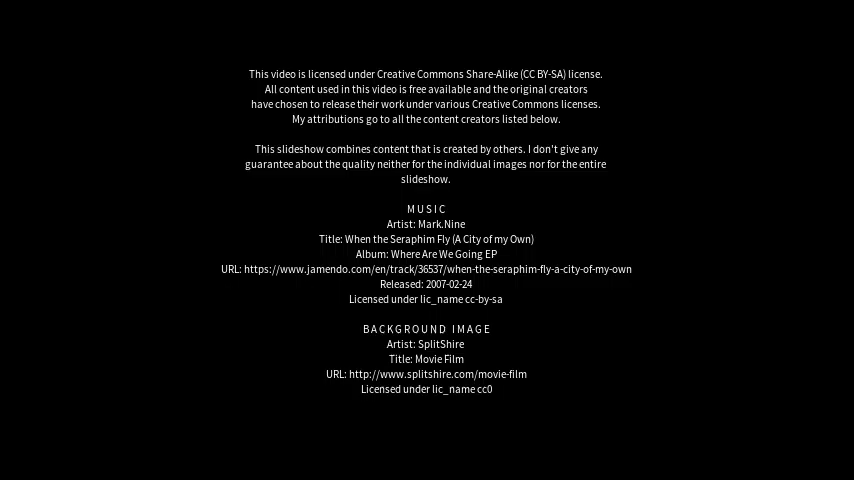 This video is licensed under Creative Commons Share-Alike (CC BY-SA) license.
All content used in this video is free available and the original creators
have chosen to release their work under various Creative Commons licenses.
My attributions go to all the content creators listed below.
This slideshow combines content that is created by others. I don't give any
guarantee about the quality neither for the individual images nor for the entire
slideshow.
M U S I C
Artist: Mark.Nine
Title: When the Seraphim Fly (A City of my Own)
Album: Where Are We Going EP
URL: https://www.jamendo.com/en/track/36537/when-the-seraphim-fly-a-city-of-my-own
Released: 2007-02-24
Licensed under lic_name cc-by-sa
B A C K G R O U N D   I M A G E
Artist: SplitShire
Title: Movie Film
URL: http://www.splitshire.com/movie-film
Licensed under lic_name cc0